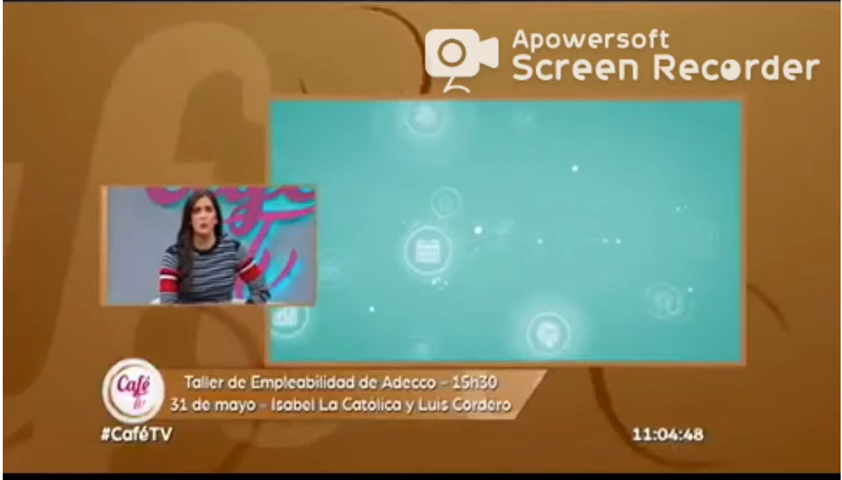 Apowersoft
Screen Recorder
Café
tv
Taller de Empleabilidad de Adecco - 15h30
31 de mayo - Isabel La Católica y Luis Cordero
#CaféTV
11:04:48